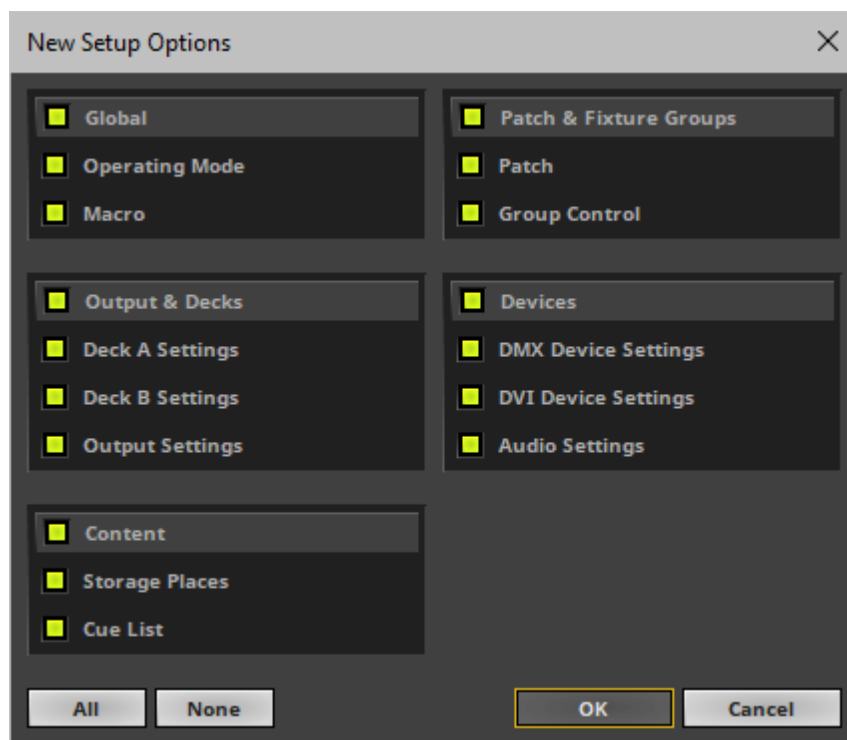 New Setup Options
Global
Operating Mode
Macro
Patch & Fixture Groups
Patch
Group Control
Output & Decks
Deck A Settings
Deck B Settings
Output Settings
Devices
DMX Device Settings
DVI Device Settings
Audio Settings
Content
Storage Places
Cue List
All
None
OK
Cancel